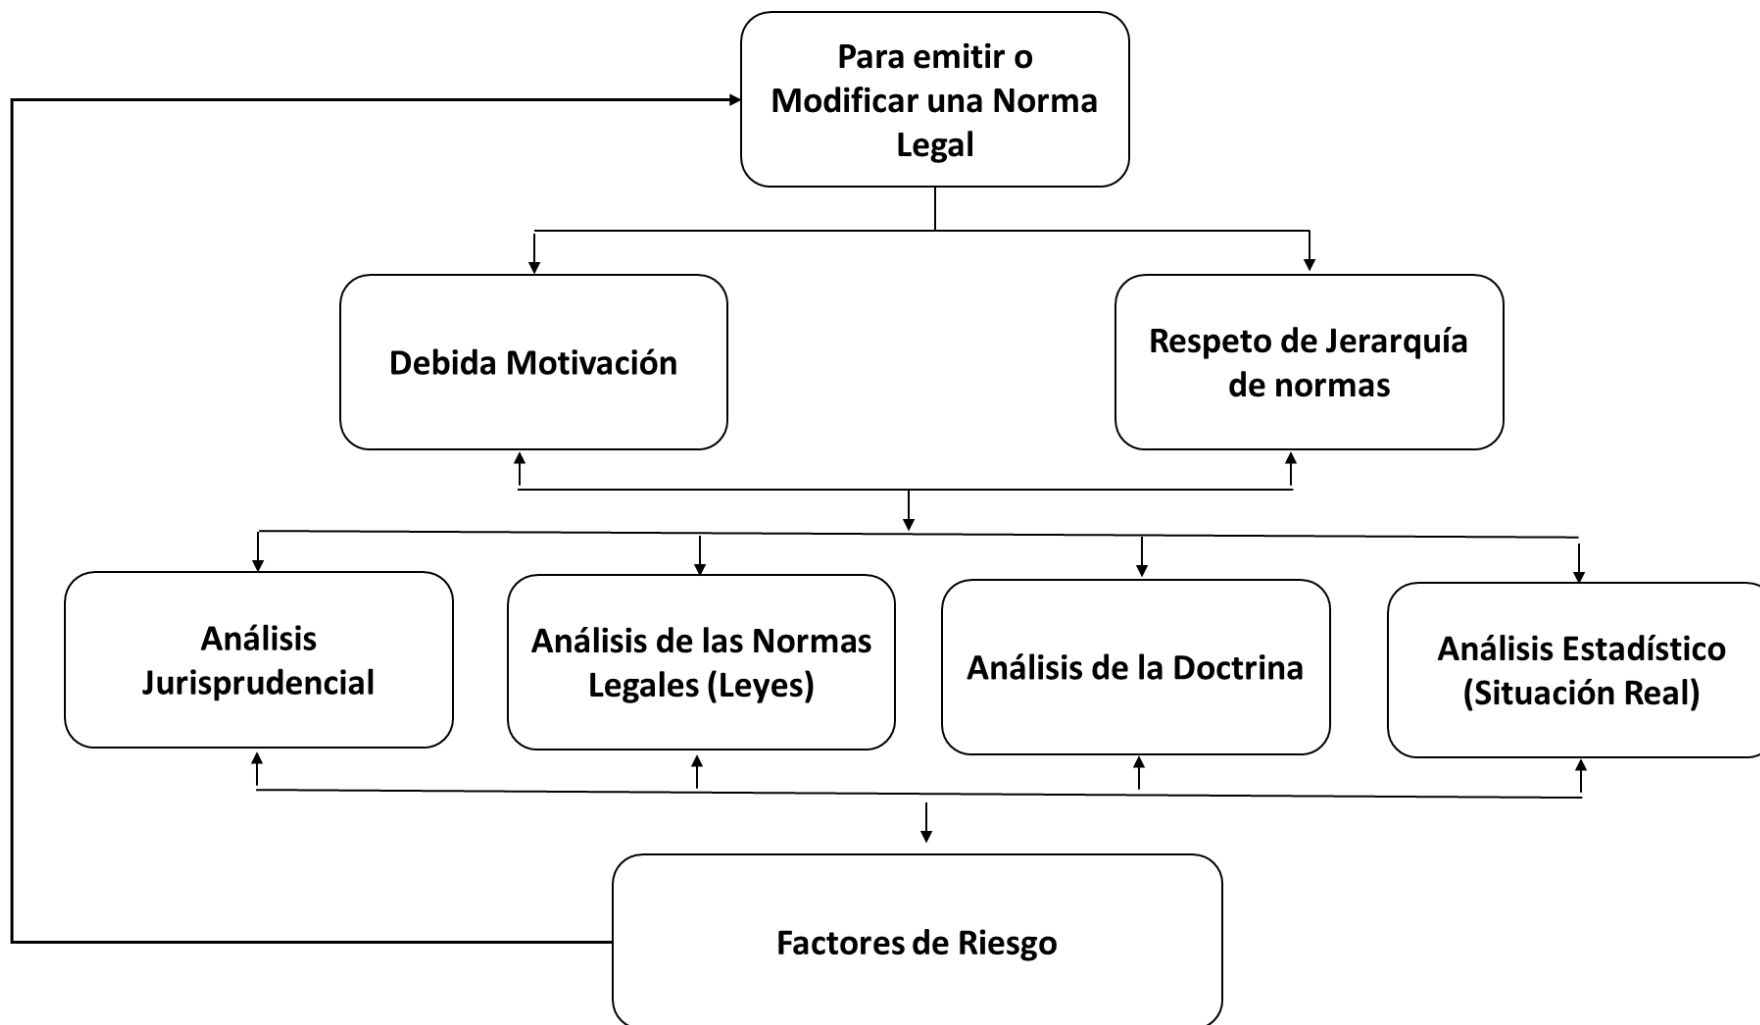 Para emitir o
Modificar una Norma
Legal
Debida Motivación
Respeto de Jerarquía
de normas
Análisis
Jurisprudencial
Análisis de las Normas
Legales (Leyes)
Análisis de la Doctrina
Análisis Estadístico
(Situación Real)
Factores de Riesgo